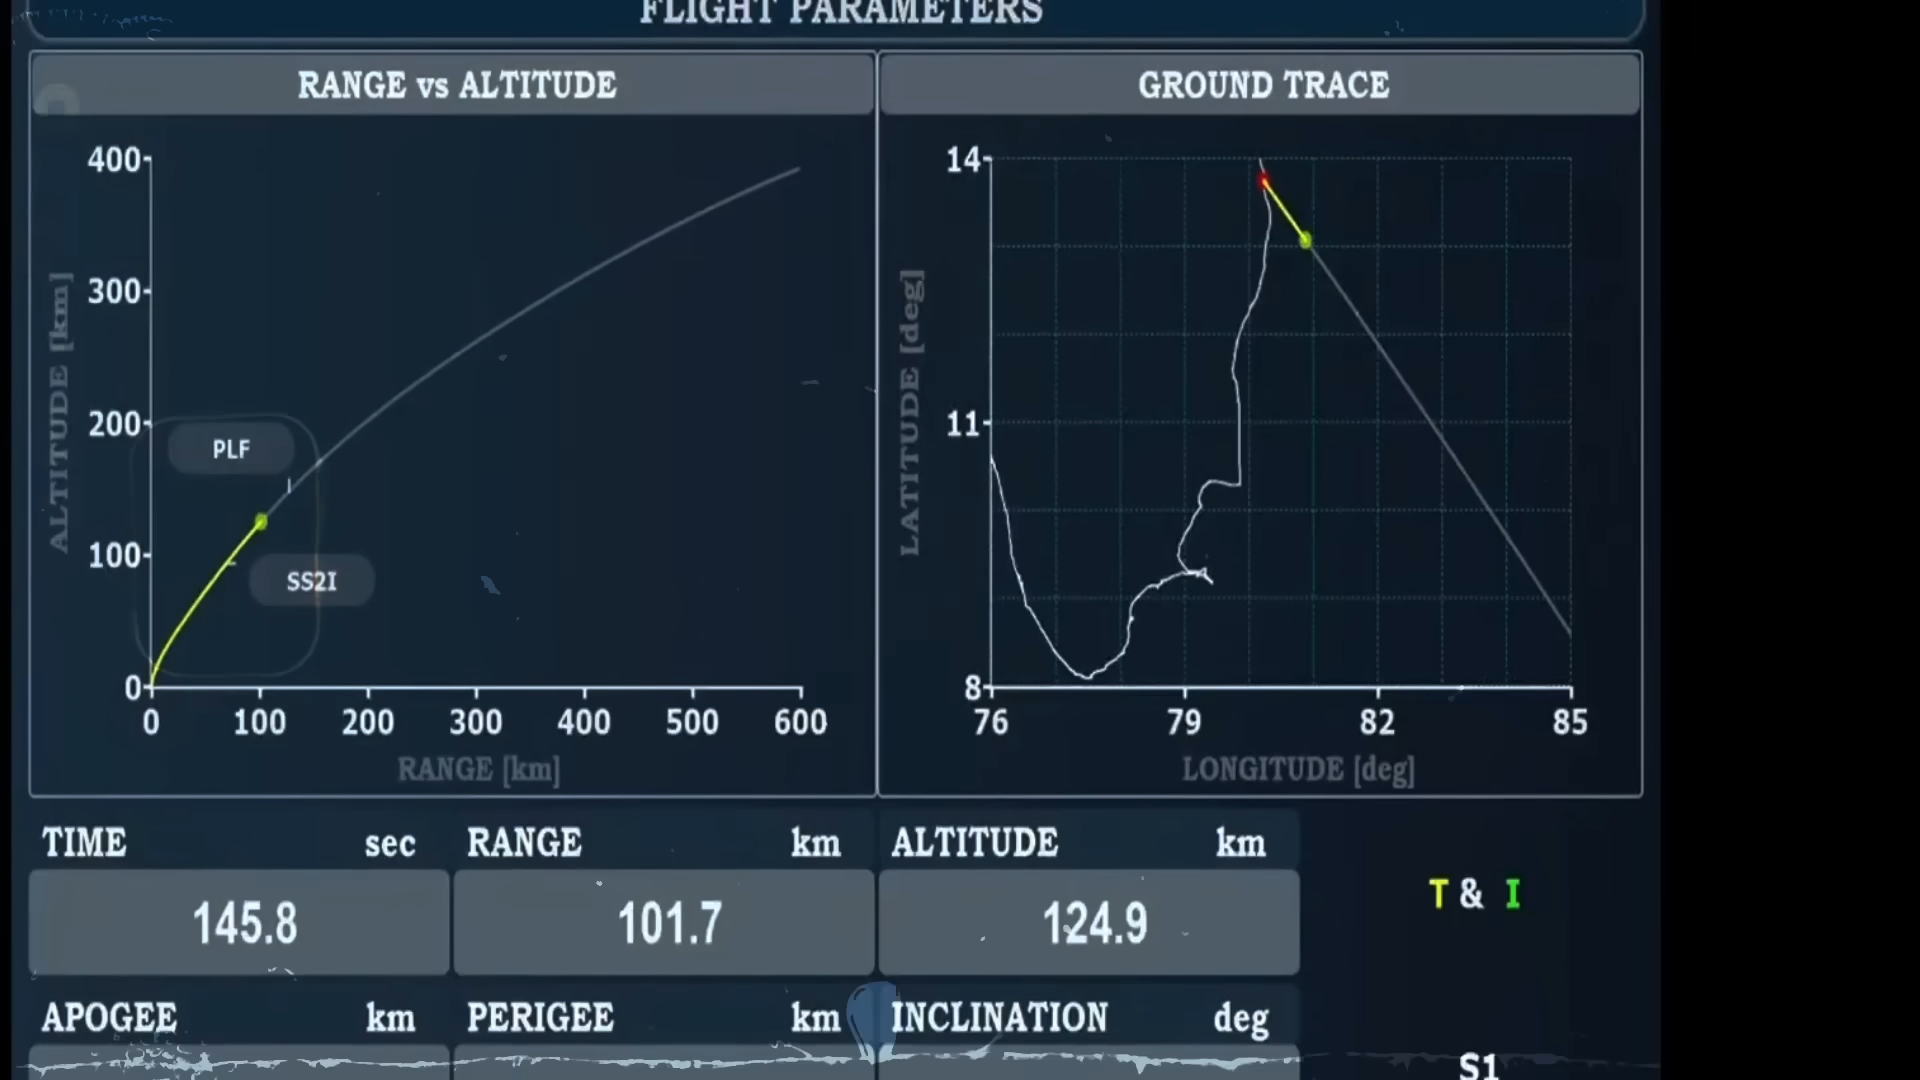 FLIGHT PARAMETERS
RANGE vs ALTITUDE
400
300
200
100
0
0 100 200 300 400 500 600
ALTITUDE [km]
RANGE [km]
PLF
SS2I
GROUND TRACE
14
11
8
76 79 82 85
LATITUDE [deg]
LONGITUDE [deg]
TIME sec
145.8
RANGE km
101.7
ALTITUDE km
124.9
T & I
APOGEE km
PERIGEE km
INCLINATION deg
S1